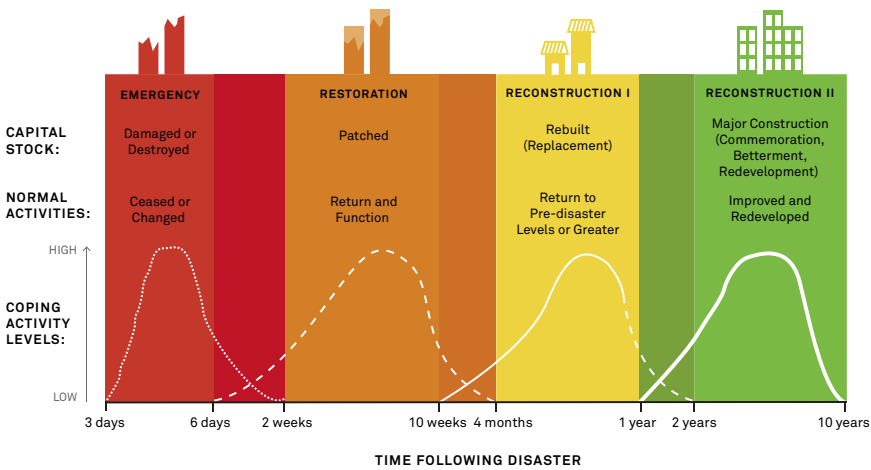 EMERGENCY
RESTORATION
RECONSTRUCTION I
RECONSTRUCTION II
CAPITAL
STOCK:
Damaged or
Destroyed
Patched
Rebuilt
(Replacement)
Major Construction
(Commemoration,
Betterment,
Redevelopment)
NORMAL
ACTIVITIES:
Ceased or
Changed
Return and
Function
Return to
Pre-disaster
Levels or Greater
Improved and
Redeveloped
HIGH
COPING
ACTIVITY
LEVELS:
LOW
3 days
6 days
2 weeks
10 weeks
4 months
1 year
2 years
10 years
TIME FOLLOWING DISASTER